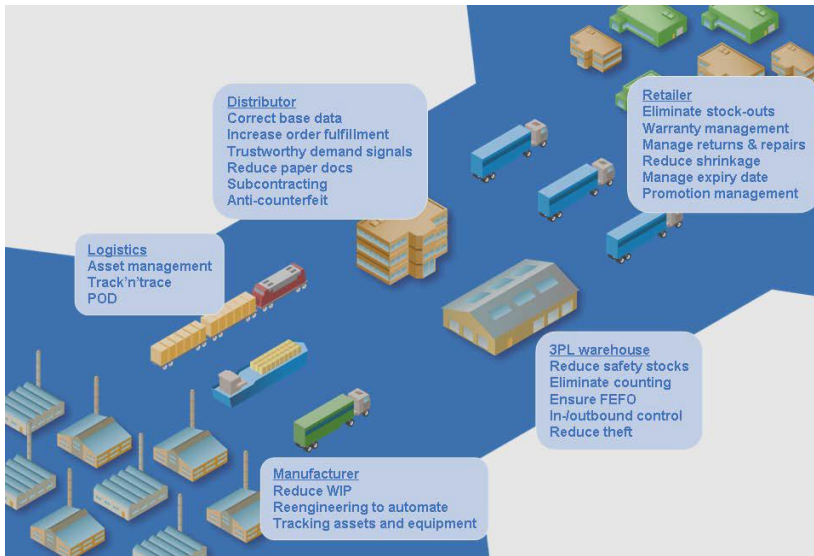 Distributor
Correct base data
Increase order fulfillment
Trustworthy demand signals
Reduce paper docs
Subcontracting
Anti-counterfeit
Retailer
Eliminate stock-outs
Warranty management
Manage returns & repairs
Reduce shrinkage
Manage expiry date
Promotion management
Logistics
Asset management
Track’n’trace
POD
3PL warehouse
Reduce safety stocks
Eliminate counting
Ensure FEFO
In-/outbound control
Reduce theft
Manufacturer
Reduce WIP
Reengineering to automate
Tracking assets and equipment